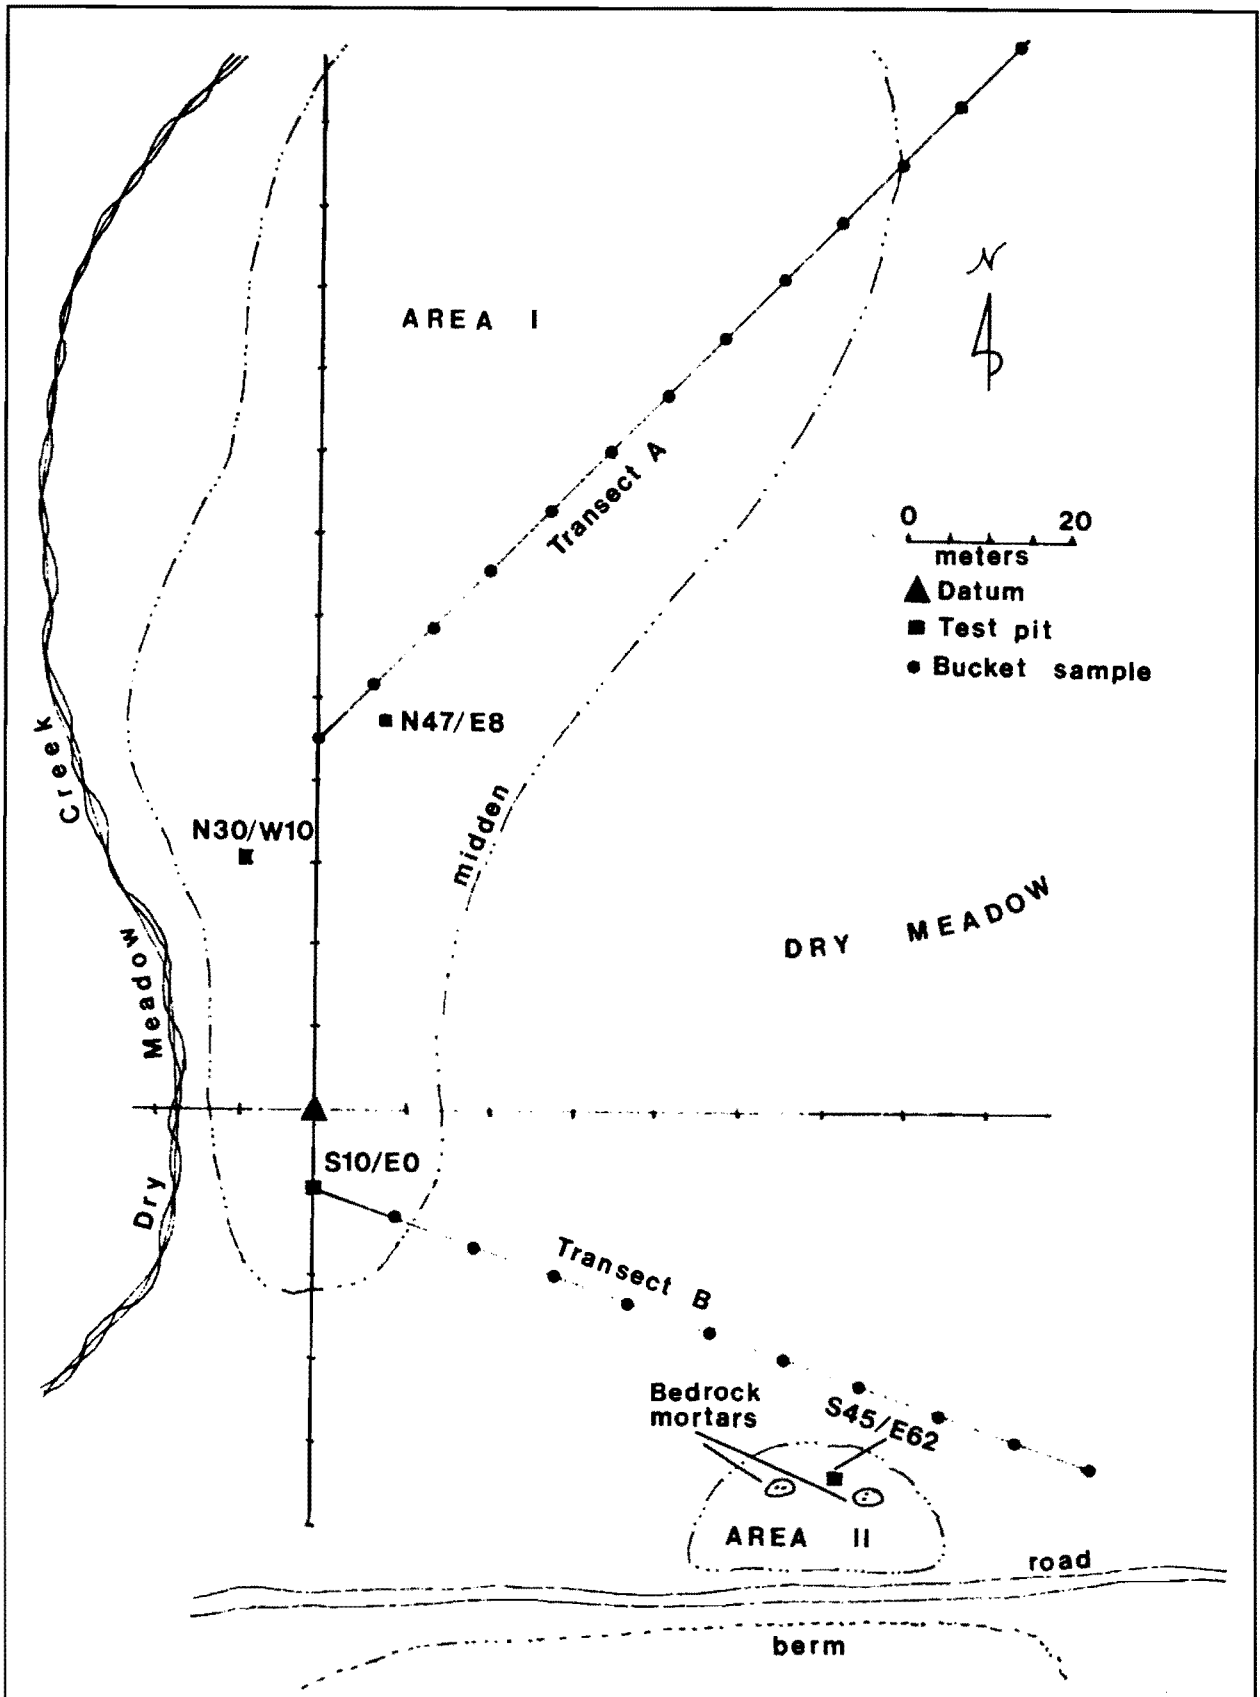 N
AREA I
Transect A
0 20
meters
Datum
Test pit
Bucket sample
N47/E8
Creek
N30/W10
midden
DRY MEADOW
Meadow
S10/E0
Dry
Transect B
Bedrock
mortars
S45/E62
AREA II
road
berm